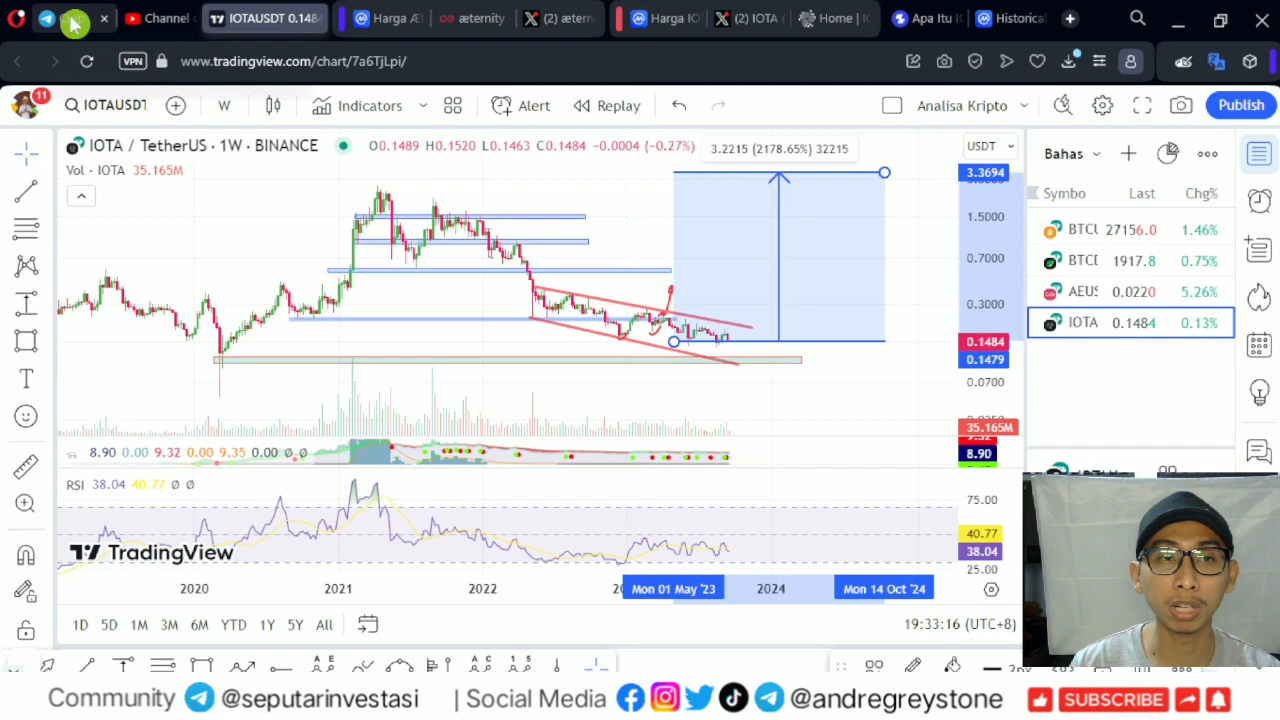 Channel
IOTAUSDT 0.148
Harga Æ
æternity
(2) ætern
Harga IO
(2) IOTA (
Home | I
Apa Itu I
Historical
VPN
www.tradingview.com/chart/7a6TjLpi/
11
IOTAUSDT
W
Indicators
Alert
Replay
Analisa Kripto
Publish
IOTA / TetherUS · 1W · BINANCE
O0.1489 H0.1520 L0.1463 C0.1484 −0.0004 (−0.27%)
3.2215 (2178.65%) 32215
USDT
Vol · IOTA 35.165M
3.3694
1.5000
0.7000
0.3000
0.1484
0.1479
0.0700
35.165M
8.90 0.00 9.32 0.00 9.35 0.00 Ø Ø
8.90
RSI 38.04 40.77 Ø Ø
75.00
40.77
38.04
25.00
TradingView
2020
2021
2022
Mon 01 May '23
2024
Mon 14 Oct '24
1D 5D 1M 3M 6M YTD 1Y 5Y All
19:33:16 (UTC+8)
Bahas
Symbo Last Chg%
BTCU 27156.0 1.46%
BTCD 1917.8 0.75%
AEUS 0.0220 5.26%
IOTA 0.1484 0.13%
Community @seputarinvestasi | Social Media @andregreystone
SUBSCRIBE